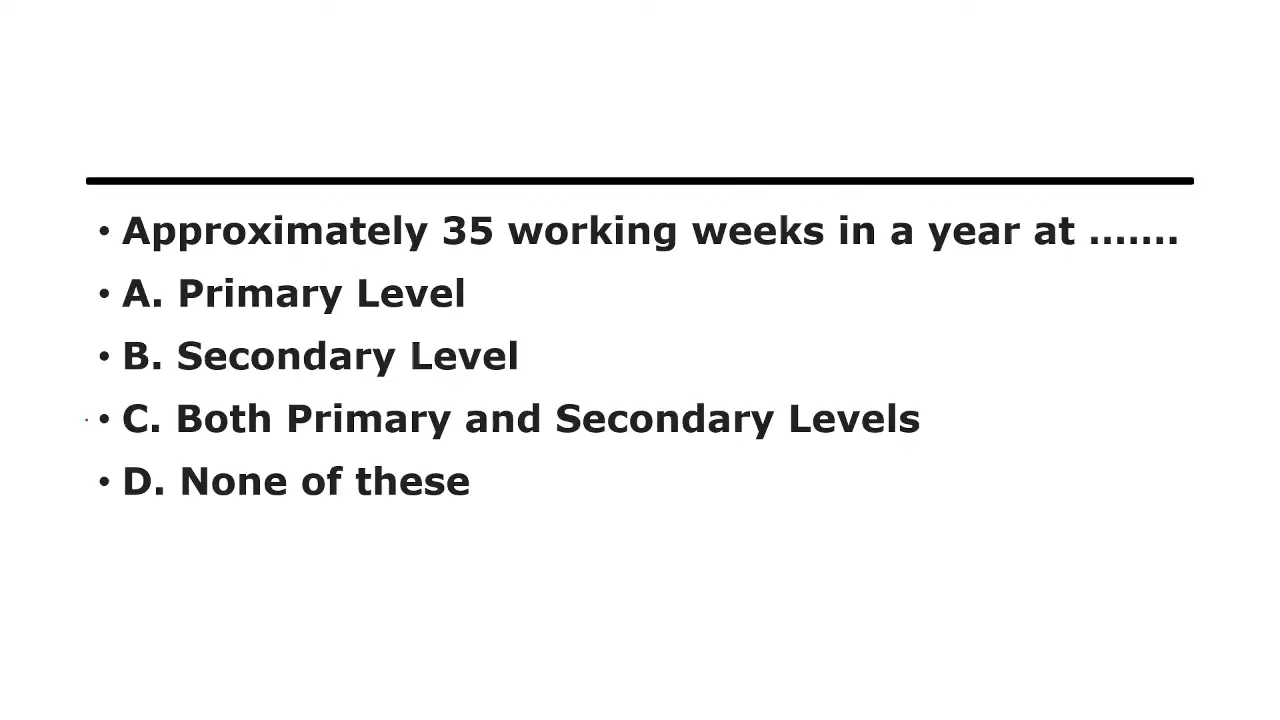 • Approximately 35 working weeks in a year at .......
• A. Primary Level
• B. Secondary Level
• C. Both Primary and Secondary Levels
• D. None of these